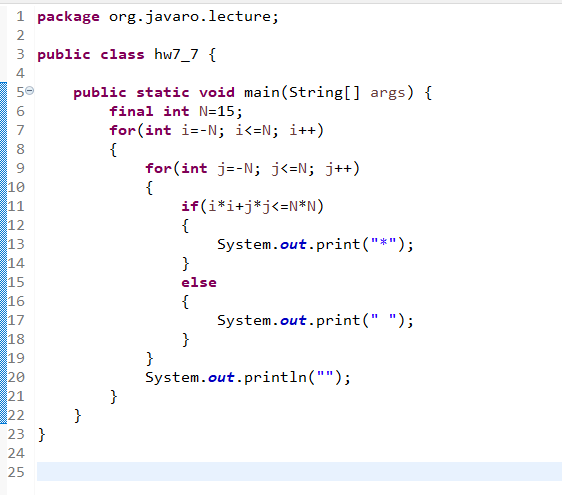 1 package org.javaro.lecture;
2
3 public class hw7_7 {
4
5 public static void main(String[] args) {
6 final int N=15;
7 for(int i=-N; i<=N; i++)
8 {
9 for(int j=-N; j<=N; j++)
10 {
11 if(i*i+j*j<=N*N)
12 {
13 System.out.print("*");
14 }
15 else
16 {
17 System.out.print(" ");
18 }
19 }
20 System.out.println("");
21 }
22 }
23 }
24
25